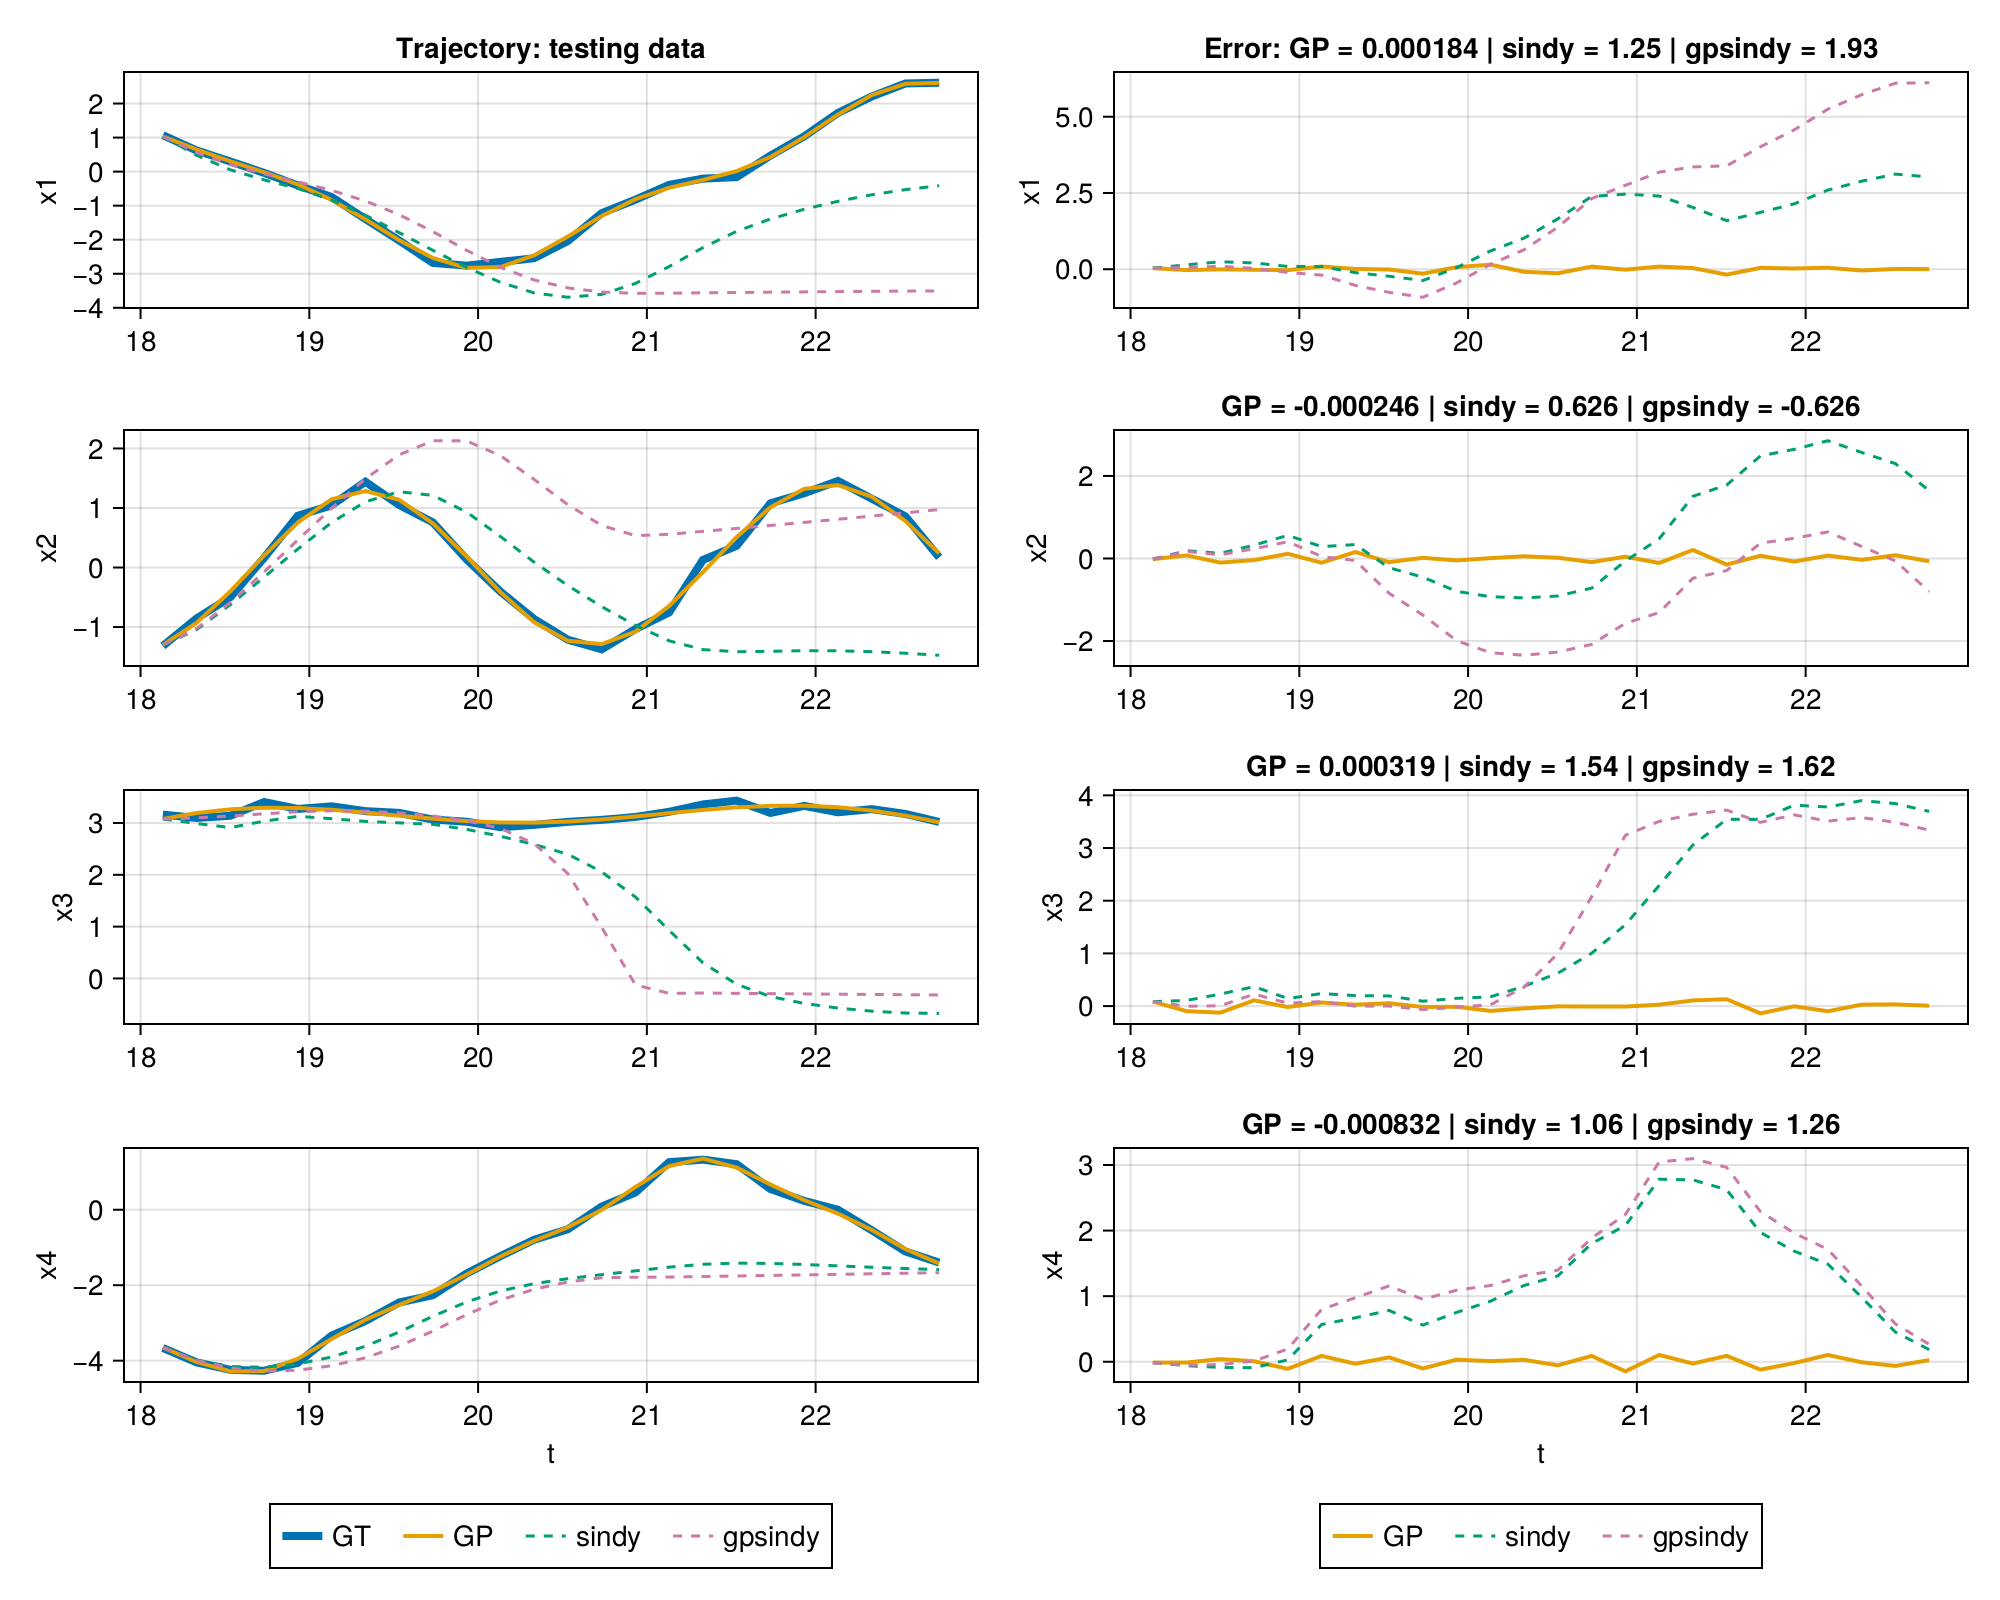 Trajectory: testing data
x1
2
1
0
−1
−2
−3
−4
18 19 20 21 22
Error: GP = 0.000184 | sindy = 1.25 | gpsindy = 1.93
x1
5.0
2.5
0.0
18 19 20 21 22
x2
2
1
0
−1
18 19 20 21 22
GP = -0.000246 | sindy = 0.626 | gpsindy = -0.626
x2
2
0
−2
18 19 20 21 22
x3
3
2
1
0
18 19 20 21 22
GP = 0.000319 | sindy = 1.54 | gpsindy = 1.62
x3
4
3
2
1
0
18 19 20 21 22
x4
0
−2
−4
18 19 20 21 22
t
GP = -0.000832 | sindy = 1.06 | gpsindy = 1.26
x4
3
2
1
0
18 19 20 21 22
t
GT GP sindy gpsindy
GP sindy gpsindy